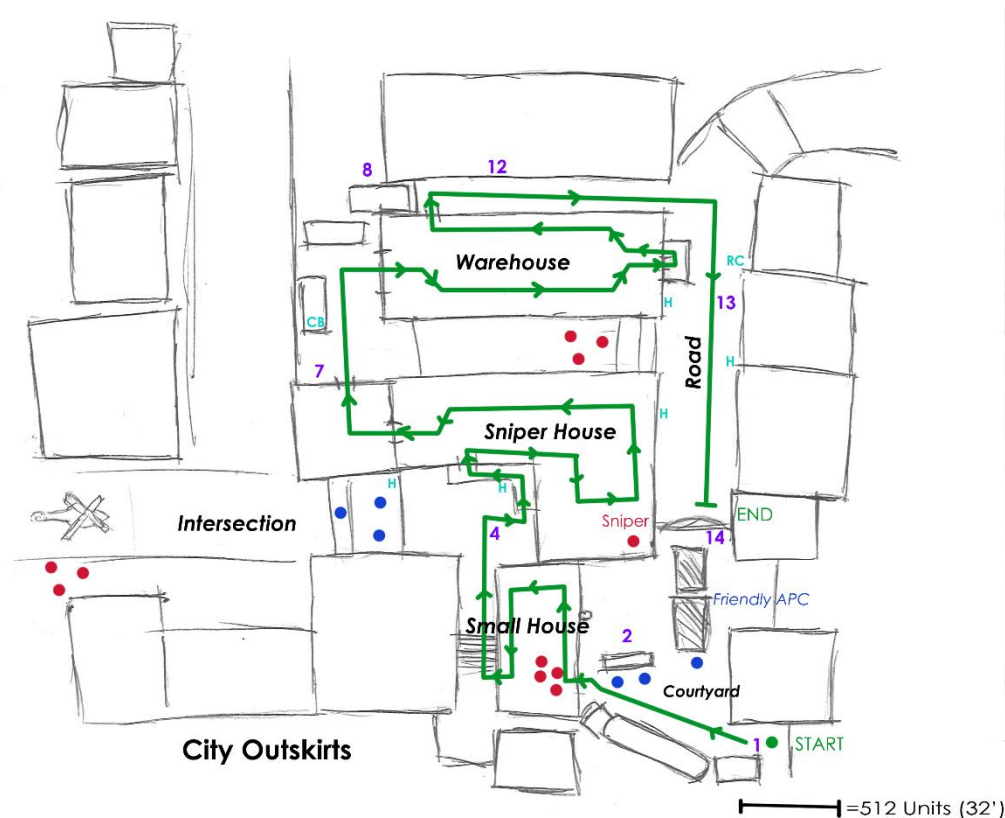 8
12
Warehouse
RC
H
13
CB
H
Road
7
H
Sniper House
H
H
Intersection
4
Sniper
END
14
Friendly APC
Small House
2
Courtyard
1
START
City Outskirts
=512 Units (32')